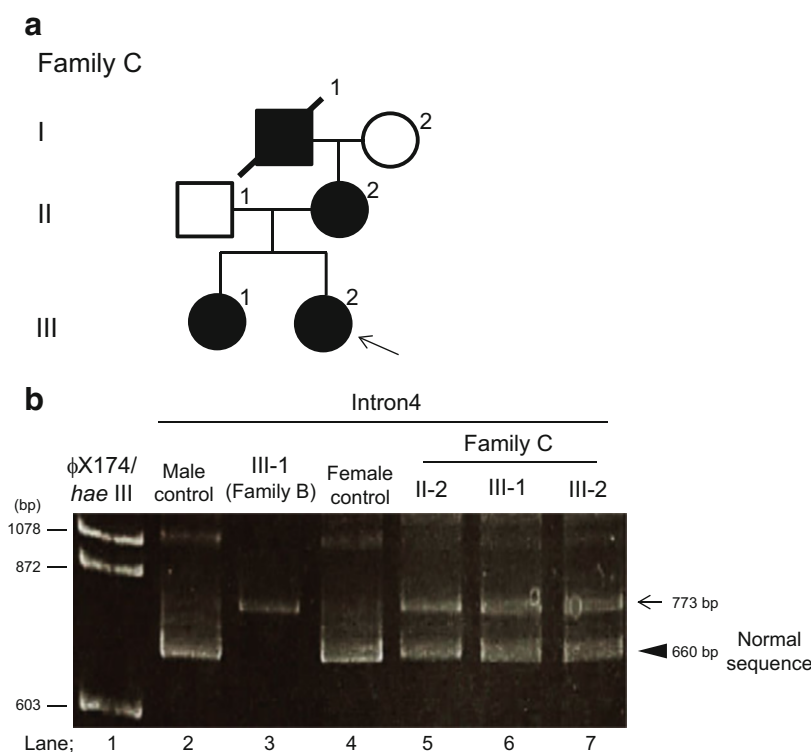 a
Family C
I
1
2
II
1
2
III
1
2
b
Intron4
Family C
ϕX174/
hae III
Male
control
III-1
(Family B)
Female
control
II-2
III-1
III-2
(bp)
1078
872
603
773 bp
660 bp
Normal
sequence
Lane; 1 2 3 4 5 6 7